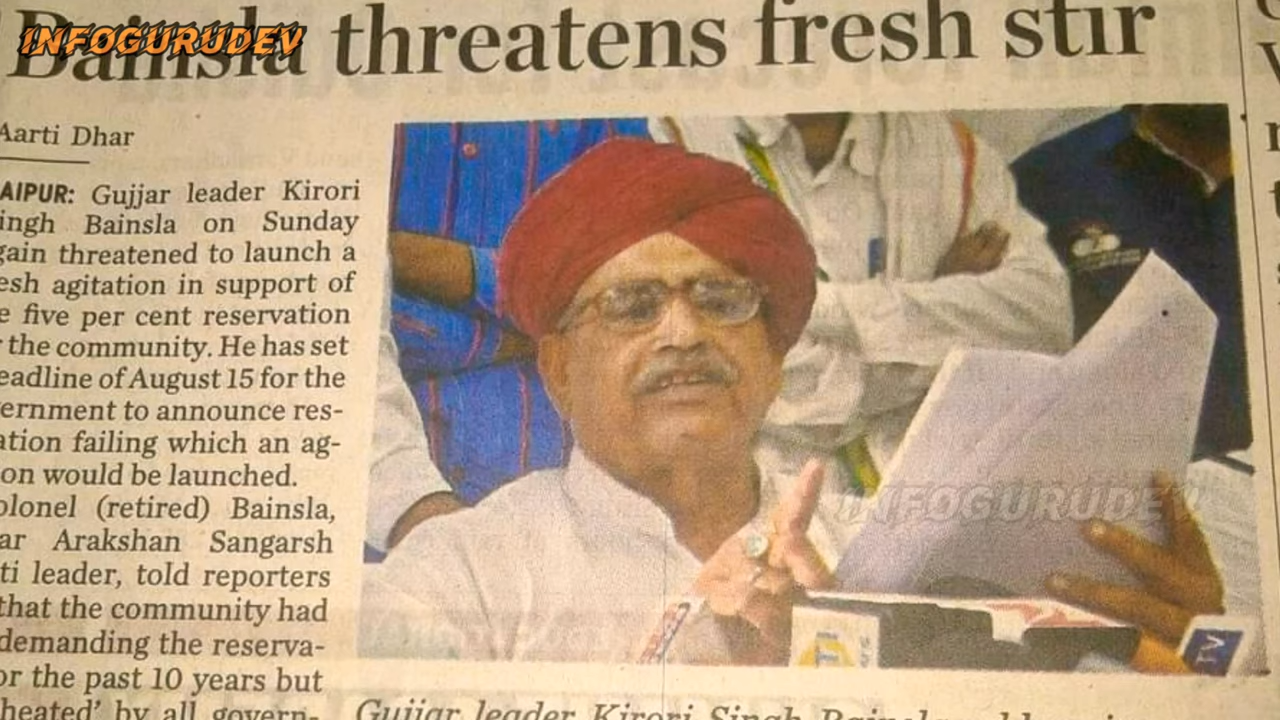 INFOGURUDEV
Bainsla threatens fresh stir
Aarti Dhar
AIPUR: Gujjar leader Kirori
ingh Bainsla on Sunday
gain threatened to launch a
esh agitation in support of
e five per cent reservation
the community. He has set
eadline of August 15 for the
ernment to announce res-
ation failing which an ag-
on would be launched.
olonel (retired) Bainsla,
ar Arakshan Sangarsh
ti leader, told reporters
that the community had
demanding the reserva-
or the past 10 years but
heated' by all govern-
INFOGURUDEV
TV
Gujjar leader Kirori Singh Bainsla